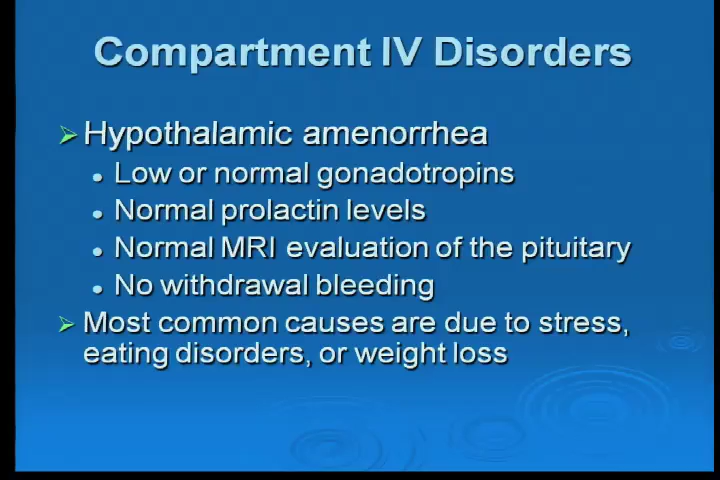 Compartment IV Disorders
Hypothalamic amenorrhea
Low or normal gonadotropins
Normal prolactin levels
Normal MRI evaluation of the pituitary
No withdrawal bleeding
Most common causes are due to stress,
eating disorders, or weight loss